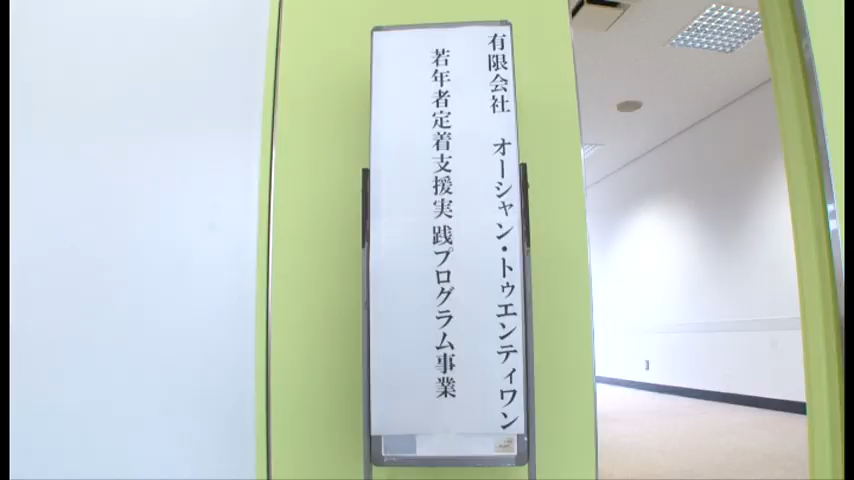 有限会社 オーシャン・トゥエンティワン
若年者定着支援実践プログラム事業